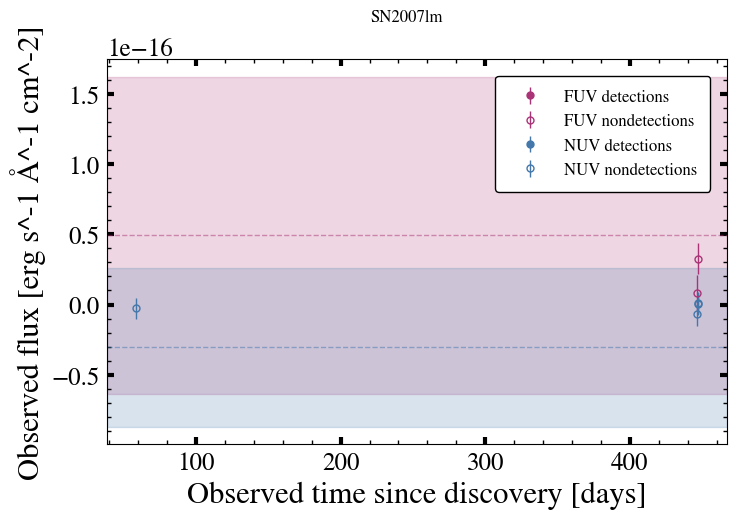 SN2007lm
1e−16
1.5
1.0
0.5
0.0
−0.5
FUV detections
FUV nondetections
NUV detections
NUV nondetections
100
200
300
400
Observed time since discovery [days]
Observed flux [erg s^-1 Å^-1 cm^-2]